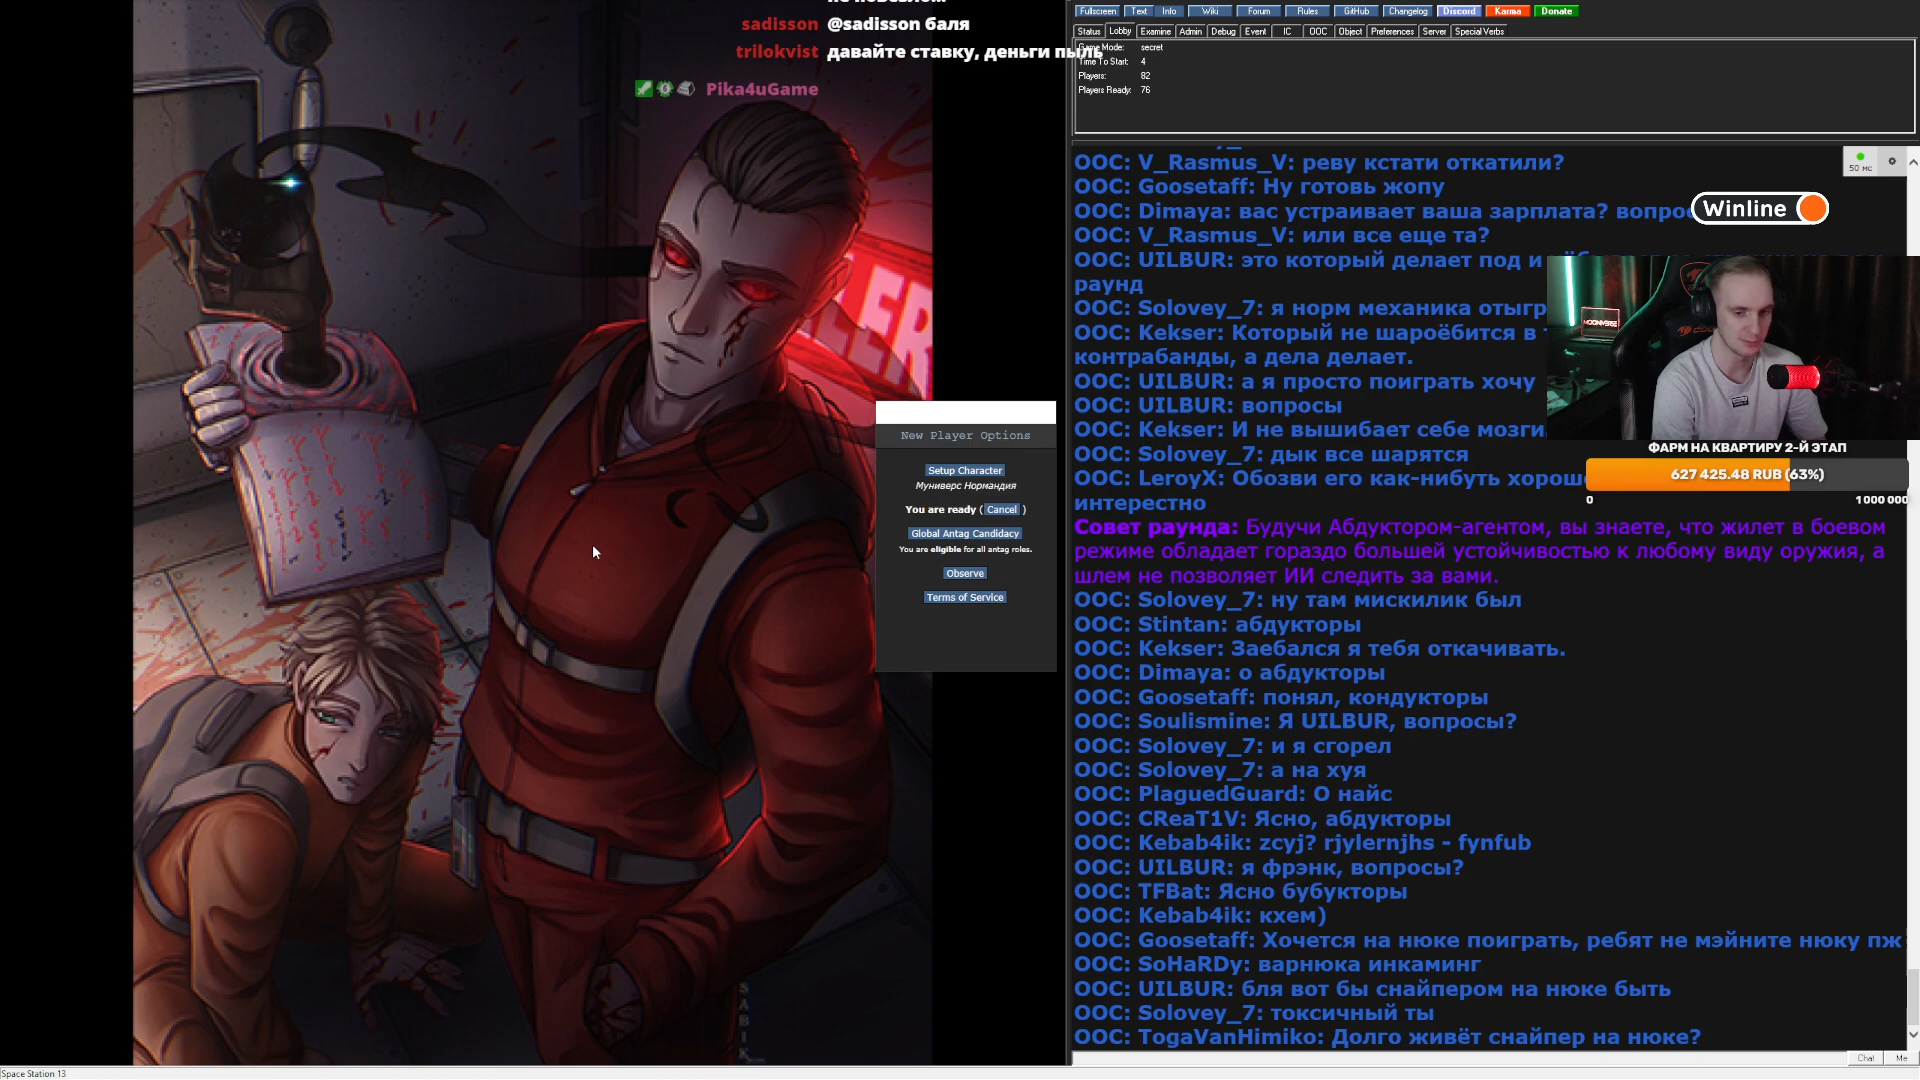 sadisson @sadisson баля
trilokvist давайте ставку, деньги пыль
Pika4uGame
Fullscreen Text Info Wiki Forum Rules GitHub Changelog Discord Karma Donate
Status Lobby Examine Admin Debug Event IC OOC Object Preferences Server Special Verbs
Game Mode: secret
Time To Start: 4
Players: 82
Players Ready: 76
50 мс
Winline
OOC: V_Rasmus_V: реву кстати откатили?
OOC: Goosetaff: Ну готовь жопу
OOC: Dimaya: вас устраивает ваша зарплата?
OOC: V_Rasmus_V: или все еще та?
OOC: UILBUR: это который делает под и
раунд
OOC: Solovey_7: я норм механика
OOC: Kekser: Который не шароёбится в
контрабанды, а дела делает.
OOC: UILBUR: а я просто поиграть хочу
OOC: UILBUR: вопросы
OOC: Kekser: И не вышибает себе мозги
OOC: Solovey_7: дык все шарятся
OOC: LeroyX: Обозви его как-нибуть
интерестно
Совет раунда: Будучи Абдуктором-агентом, вы знаете, что жилет в боевом
режиме обладает гораздо большей устойчивостью к любому виду оружия, а
шлем не позволяет ИИ следить за вами.
OOC: Solovey_7: ну там мискилик был
OOC: Stintan: абдукторы
OOC: Kekser: Заебался я тебя откачивать.
OOC: Dimaya: о абдукторы
OOC: Goosetaff: понял, кондукторы
OOC: Soulismine: Я UILBUR, вопросы?
OOC: Solovey_7: и я сгорел
OOC: Solovey_7: а на хуя
OOC: PlaguedGuard: О найс
OOC: CReaT1V: Ясно, абдукторы
OOC: Kebab4ik: zcyj? rjylernjhs - fynfub
OOC: UILBUR: я фрэнк, вопросы?
OOC: TFBat: Ясно бубукторы
OOC: Kebab4ik: кхем)
OOC: Goosetaff: Хочется на нюке поиграть, ребят не мэйните нюку пж
OOC: SoHaRDy: варнюка инкаминг
OOC: UILBUR: бля вот бы снайпером на нюке быть
OOC: Solovey_7: токсичный ты
OOC: TogaVanHimiko: Долго живёт снайпер на нюке?
MOONVERSE
ФАРМ НА КВАРТИРУ 2-Й ЭТАП
627 425.48 RUB (63%)
0 1 000 000
New Player Options
Setup Character
Муниверс Нормандия
You are ready ( Cancel )
Global Antag Candidacy
You are eligible for all antag roles.
Observe
Terms of Service
SABIK
Chat Me
Space Station 13